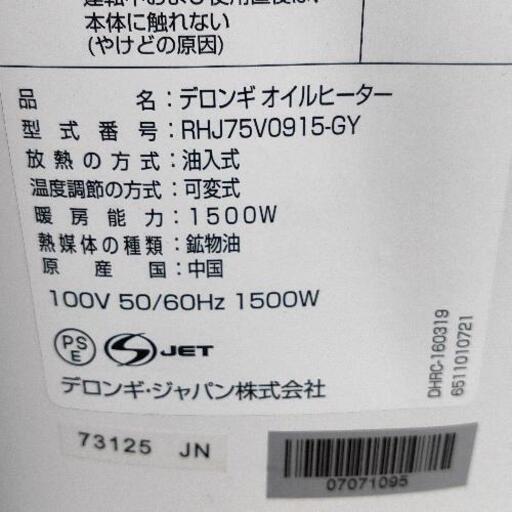 本体に触れない
(やけどの原因)
品 名：デロンギ オイルヒーター
型 式 番 号：RHJ75V0915-GY
放 熱 の 方 式：油入式
温度調節の方式：可変式
暖 房 能 力：1500W
熱媒体の種類：鉱物油
原 産 国：中国
100V 50/60Hz 1500W
PS
E
S JET
デロンギ・ジャパン株式会社
DHRC-160319
6511010721
73125 JN
07071095